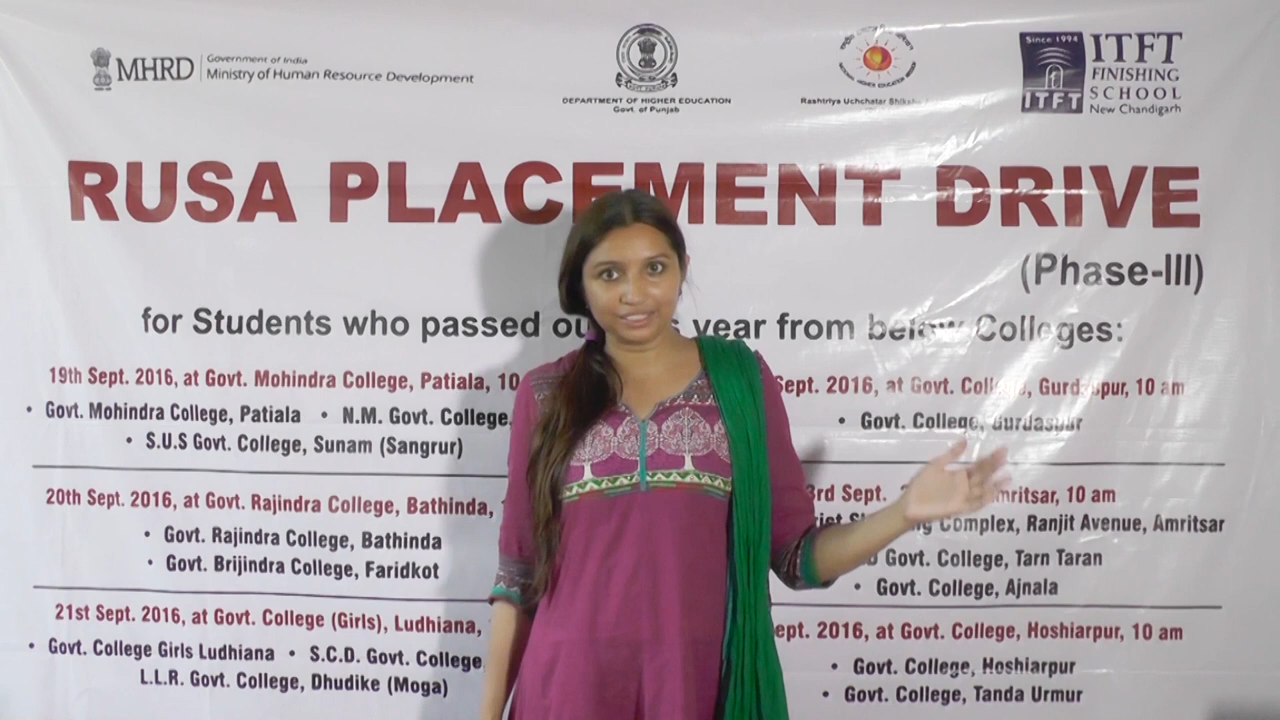 MHRD
Government of India
Ministry of Human Resource Development
DEPARTMENT OF HIGHER EDUCATION
Govt. of Punjab
Rashtriya Uchchatar Shiksha
Since 1994
ITFT
ITFT
FINISHING
SCHOOL
New Chandigarh
RUSA PLACEMENT DRIVE
(Phase-III)
for Students who passed year from below Colleges:
19th Sept. 2016, at Govt. Mohindra College, Patiala, 10
• Govt. Mohindra College, Patiala • N.M. Govt. College,
• S.U.S Govt. College, Sunam (Sangrur)
20th Sept. 2016, at Govt. Rajindra College, Bathinda,
• Govt. Rajindra College, Bathinda
• Govt. Brijindra College, Faridkot
21st Sept. 2016, at Govt. College (Girls), Ludhiana,
• Govt. College Girls Ludhiana • S.C.D. Govt. College
L.L.R. Govt. College, Dhudike (Moga)
Sept. 2016, at Govt. College, Gurdaspur, 10 am
• Govt. College, Gurdaspur
Sept. Amritsar, 10 am
Complex, Ranjit Avenue, Amritsar
Govt. College, Tarn Taran
• Govt. College, Ajnala
2016, at Govt. College, Hoshiarpur, 10 am
• Govt. College, Hoshiarpur
• Govt. College, Tanda Urmur